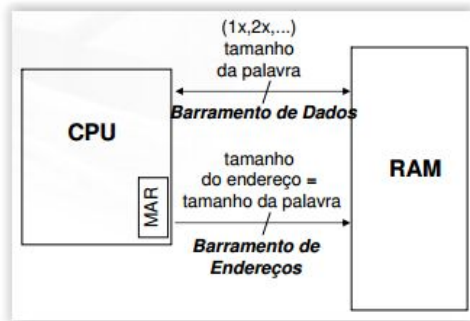 (1x,2x,...)
tamanho
da palavra
Barramento de Dados
CPU
tamanho
do endereço =
tamanho da palavra
MAR
RAM
Barramento de
Endereços